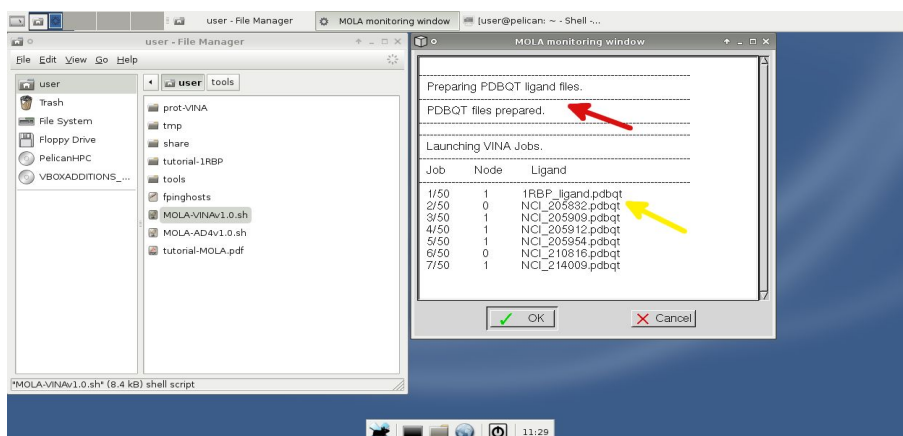 user - File Manager
MOLA monitoring window
[user@pelican: ~ - Shell -...
user - File Manager
File Edit View Go Help
user
Trash
File System
Floppy Drive
PelicanHPC
VBOXADDITIONS_...
user tools
prot-VINA
tmp
share
tutorial-1RBP
tools
fpinghosts
MOLA-VINAv1.0.sh
MOLA-AD4v1.0.sh
tutorial-MOLA.pdf
"MOLA-VINAv1.0.sh" (8.4 kB) shell script
MOLA monitoring window
Preparing PDBQT ligand files.
PDBQT files prepared.
Launching VINA Jobs.
Job Node Ligand
1/50 1 1RBP_ligand.pdbqt
2/50 0 NCI_205832.pdbqt
3/50 1 NCI_205909.pdbqt
4/50 1 NCI_205912.pdbqt
5/50 1 NCI_205954.pdbqt
6/50 0 NCI_210816.pdbqt
7/50 1 NCI_214009.pdbqt
OK Cancel
11:29